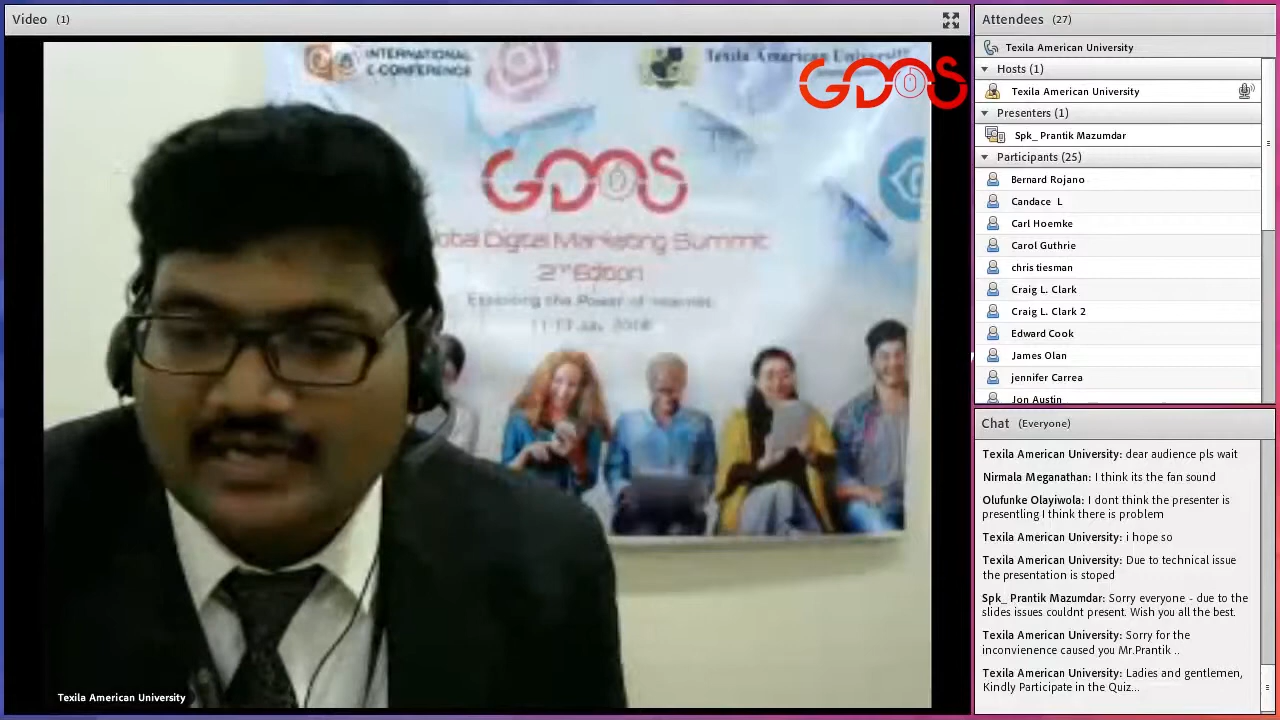 Video (1)
INTERNATIONAL
E-CONFERENCE
Texila American University
GDMS
GDMS
Global Digital Marketing Summit
2nd Edition
Exploring the Power of Internet
Texila American University
Attendees (27)
Texila American University
Hosts (1)
Texila American University
Presenters (1)
Spk_ Prantik Mazumdar
Participants (25)
Bernard Rojano
Candace L
Carl Hoemke
Carol Guthrie
chris tiesman
Craig L. Clark
Craig L. Clark 2
Edward Cook
James Olan
jennifer Carrea
Jon Austin
Chat (Everyone)
Texila American University: dear audience pls wait
Nirmala Meganathan: I think its the fan sound
Olufunke Olayiwola: I dont think the presenter is
presentling I think there is problem
Texila American University: i hope so
Texila American University: Due to technical issue
the presentation is stoped
Spk_ Prantik Mazumdar: Sorry everyone - due to the
slides issues couldnt present. Wish you all the best.
Texila American University: Sorry for the
inconvienence caused you Mr.Prantik ..
Texila American University: Ladies and gentlemen,
Kindly Participate in the Quiz...